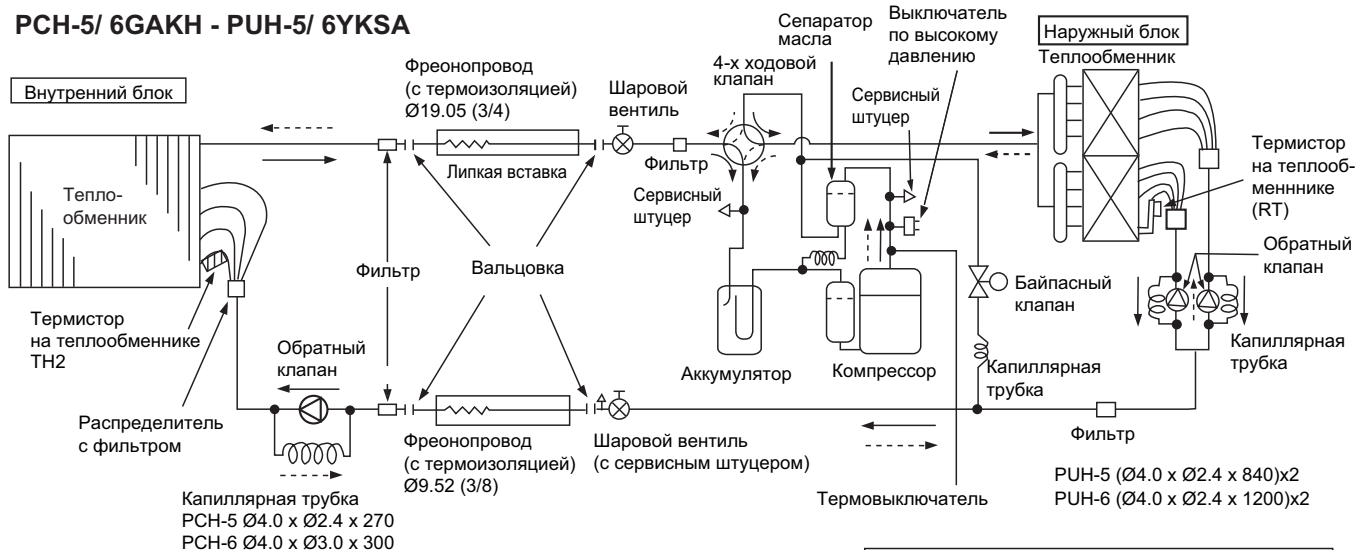 PCH-5/ 6GAKH - PUH-5/ 6YKSA
Внутренний блок
Фреонопровод
(с термоизоляцией)
Ø19.05 (3/4)
Шаровой
вентиль
4-х ходовой
клапан
Сепаратор
масла
Выключатель
по высокому
давлению
Сервисный
штуцер
Наружный блок
Теплообменник
Термистор
на теплооб-
менннике
(RT)
Обратный
клапан
Липкая вставка
Фильтр
Сервисный
штуцер
Тепло-
обменник
Фильтр
Вальцовка
Байпасный
клапан
Термистор
на теплообменнике
TH2
Обратный
клапан
Аккумулятор
Компрессор
Капиллярная
трубка
Капиллярная
трубка
Распределитель
с фильтром
Фреонопровод
(с термоизоляцией)
Ø9.52 (3/8)
Шаровой вентиль
(с сервисным штуцером)
Фильтр
Термовыключатель
PUH-5 (Ø4.0 x Ø2.4 x 840)x2
PUH-6 (Ø4.0 x Ø2.4 x 1200)x2
Капиллярная трубка
PCH-5 Ø4.0 x Ø2.4 x 270
PCH-6 Ø4.0 x Ø3.0 x 300